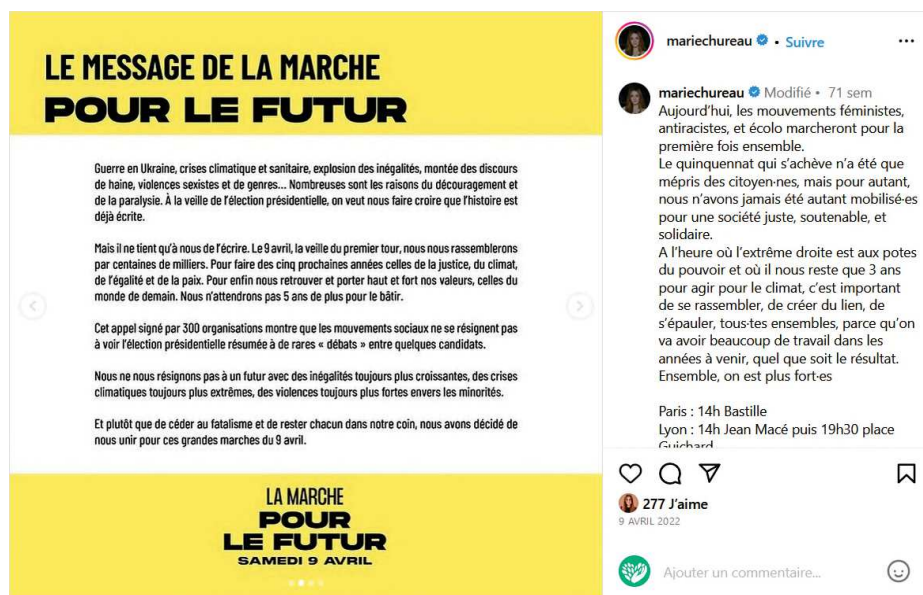 LE MESSAGE DE LA MARCHE
POUR LE FUTUR
Guerre en Ukraine, crises climatique et sanitaire, explosion des inégalités, montée des discours
de haine, violences sexistes et de genres... Nombreuses sont les raisons du découragement et
de la paralysie. À la veille de l'élection présidentielle, on veut nous faire croire que l'histoire est
déjà écrite.
Mais il ne tient qu'à nous de l'écrire. Le 9 avril, la veille du premier tour, nous nous rassemblerons
par centaines de milliers. Pour faire des cinq prochaines années celles de la justice, du climat,
de l'égalité et de la paix. Pour enfin nous retrouver et porter haut et fort nos valeurs, celles du
monde de demain. Nous n'attendrons pas 5 ans de plus pour le bâtir.
Cet appel signé par 300 organisations montre que les mouvements sociaux ne se résignent pas
à voir l'élection présidentielle résumée à de rares « débats » entre quelques candidats.
Nous ne nous résignons pas à un futur avec des inégalités toujours plus croissantes, des crises
climatiques toujours plus extrêmes, des violences toujours plus fortes envers les minorités.
Et plutôt que de céder au fatalisme et de rester chacun dans notre coin, nous avons décidé de
nous unir pour ces grandes marches du 9 avril.
LA MARCHE
POUR
LE FUTUR
SAMEDI 9 AVRIL
mariechureau • Suivre
mariechureau Modifié • 71 sem
Aujourd'hui, les mouvements féministes,
antiracistes, et écolo marcheront pour la
première fois ensemble.
Le quinquennat qui s'achève n'a été que
mépris des citoyen·nes, mais pour autant,
nous n'avons jamais été autant mobilisé·es
pour une société juste, soutenable, et
solidaire.
A l'heure où l'extrême droite est aux potes
du pouvoir et où il nous reste que 3 ans
pour agir pour le climat, c'est important
de se rassembler, de créer du lien, de
s'épauler, tous·tes ensembles, parce qu'on
va avoir beaucoup de travail dans les
années à venir, quel que soit le résultat.
Ensemble, on est plus fort·es
Paris : 14h Bastille
Lyon : 14h Jean Macé puis 19h30 place
Guichard
277 J'aime
9 AVRIL 2022
Ajouter un commentaire...